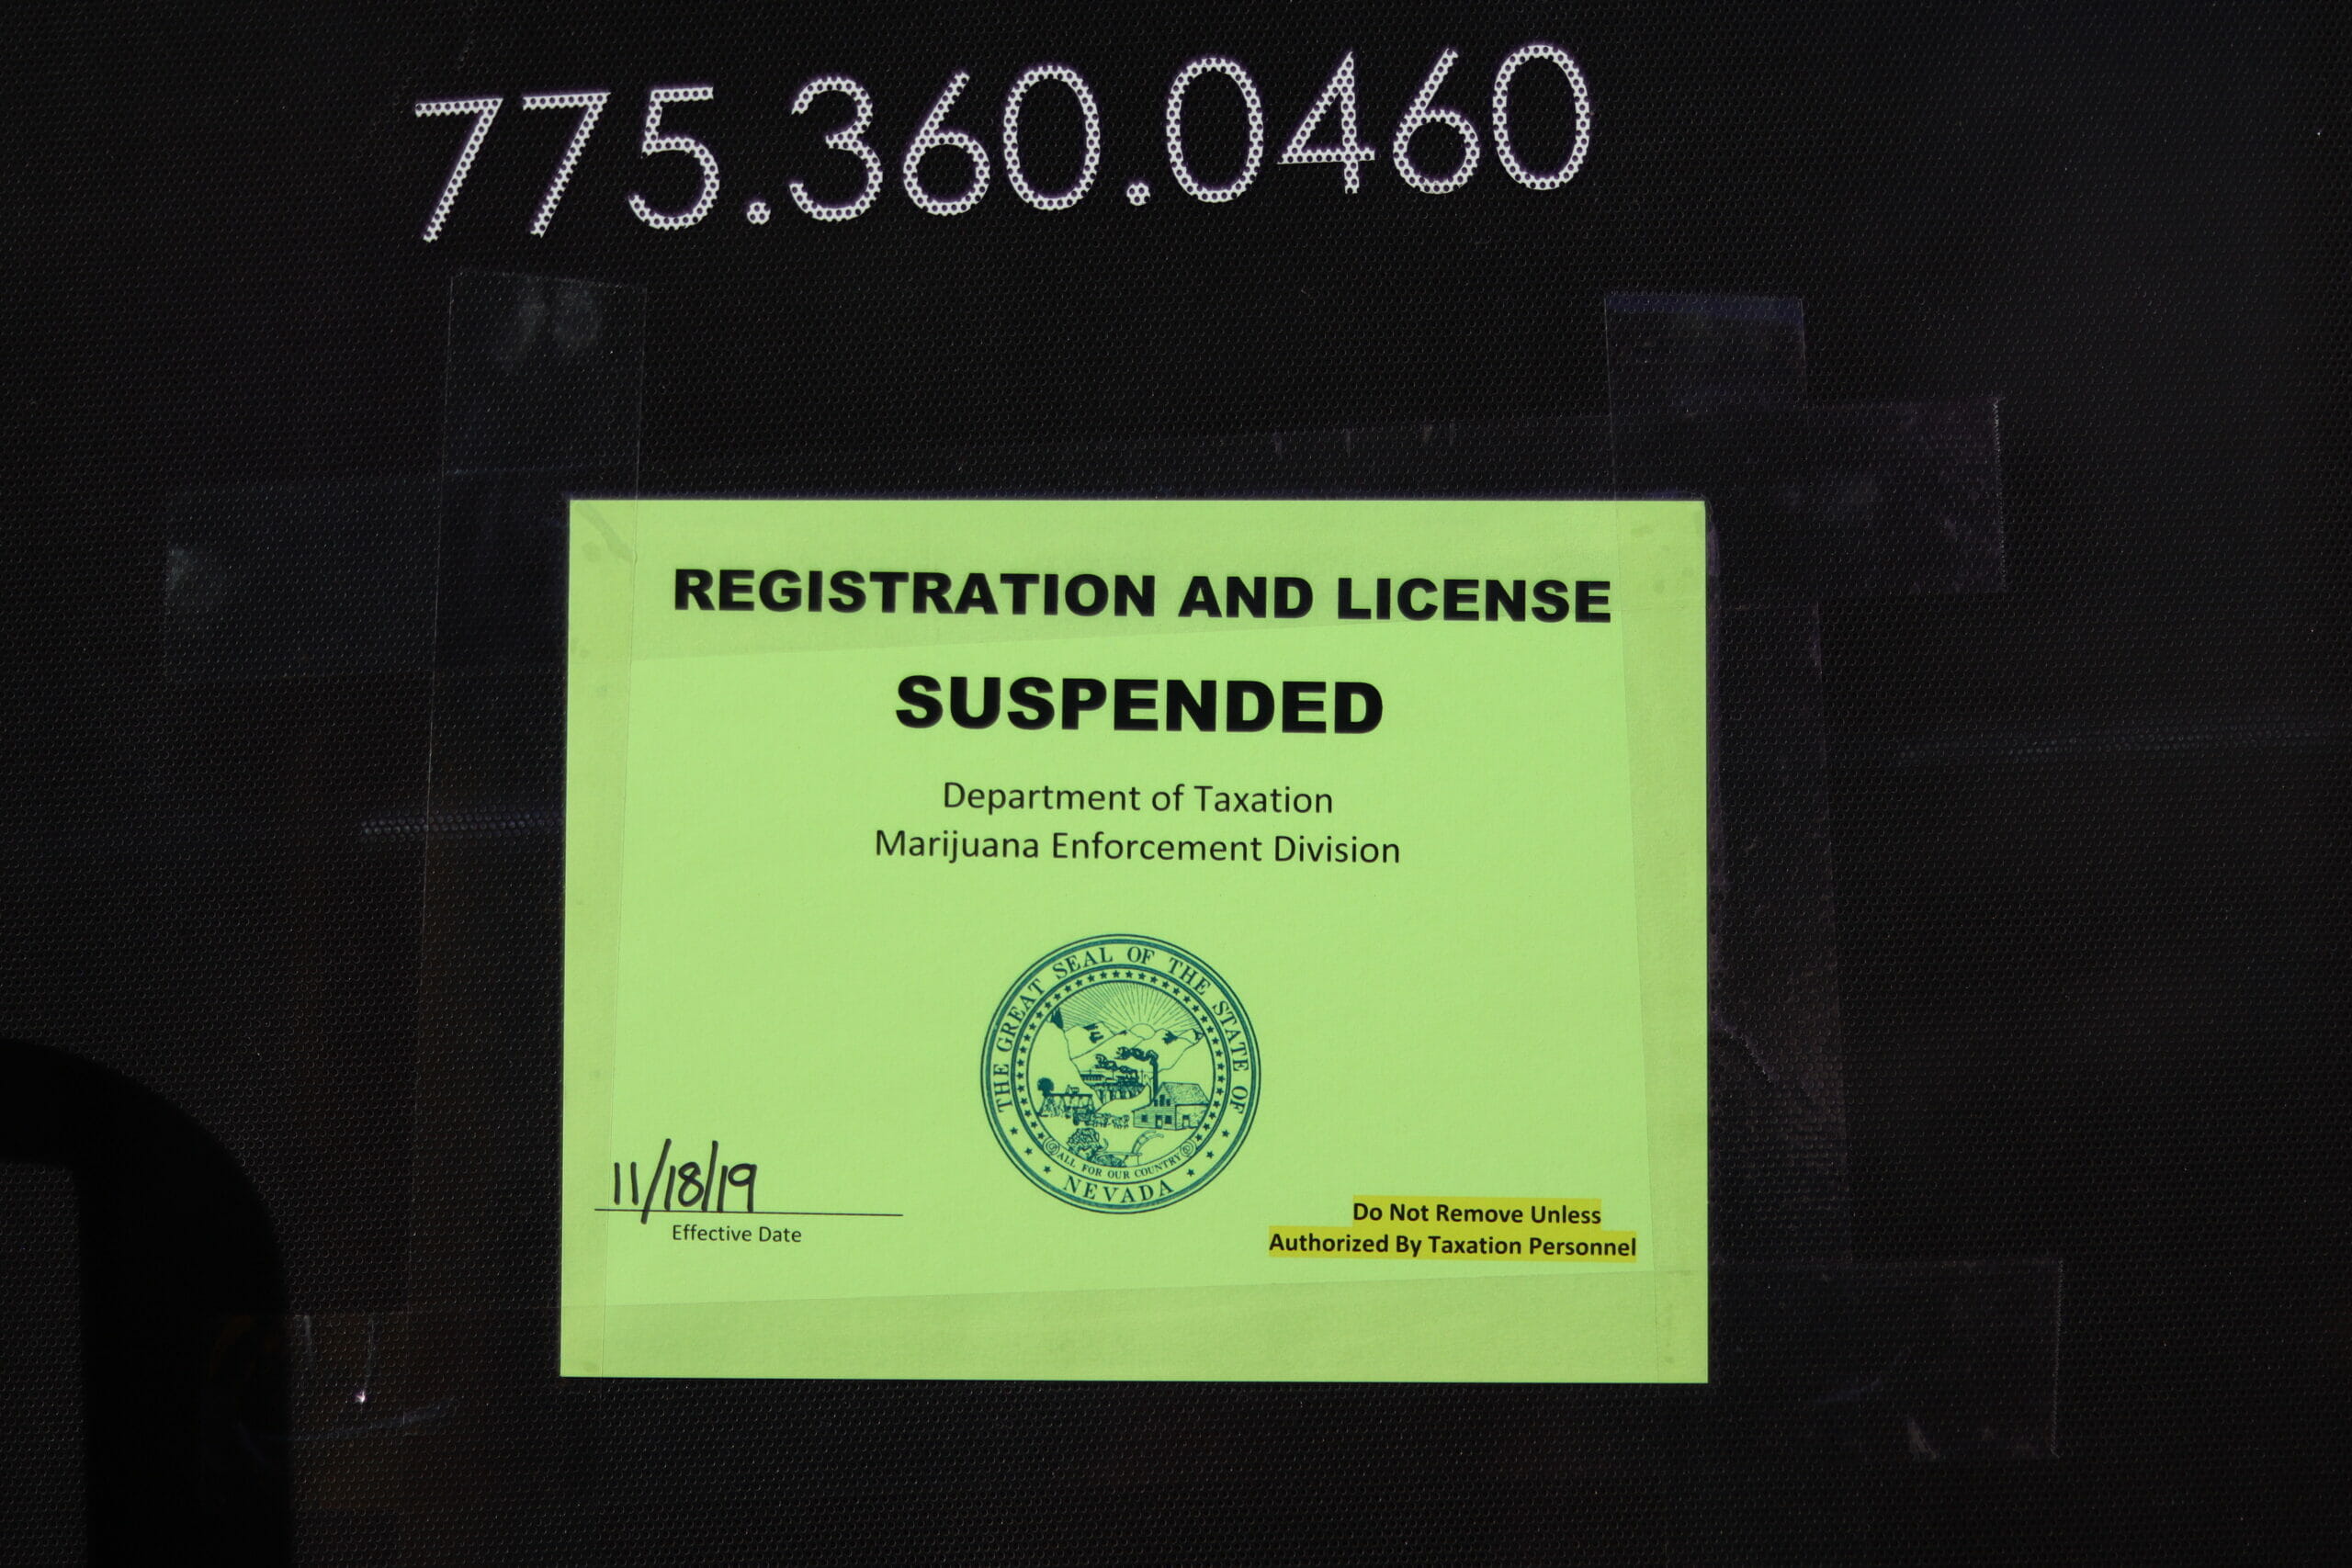 775.360.0460
REGISTRATION AND LICENSE
SUSPENDED
Department of Taxation
Marijuana Enforcement Division
THE GREAT SEAL OF THE STATE OF
ALL FOR OUR COUNTRY
NEVADA
11/18/19
Effective Date
Do Not Remove Unless
Authorized By Taxation Personnel